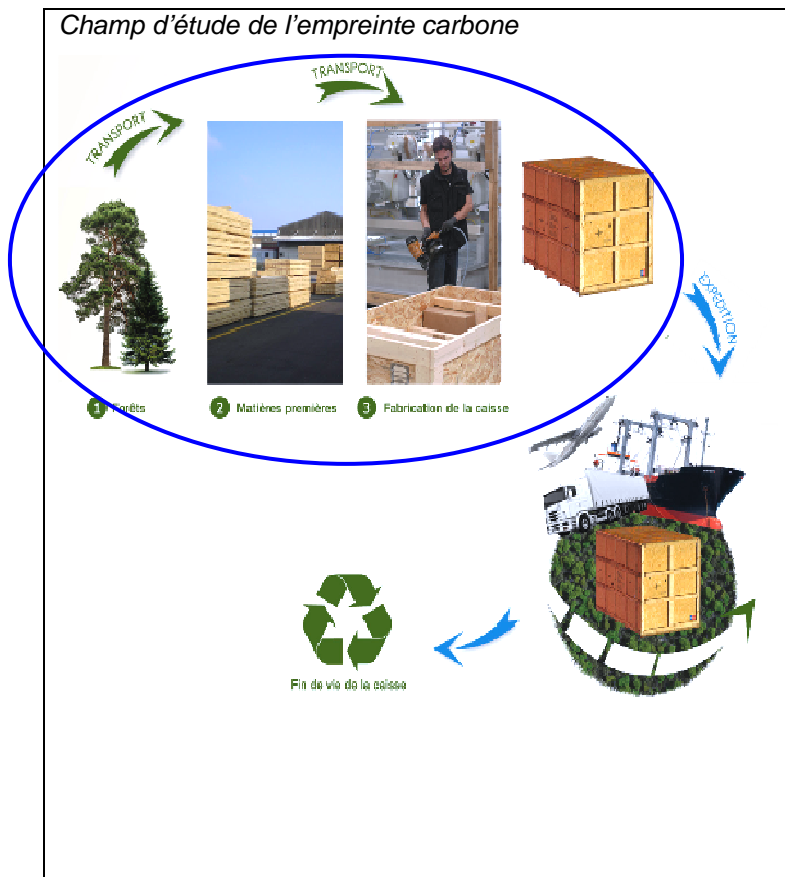 Champ d'étude de l'empreinte carbone
TRANSPORT
TRANSPORT
EXPEDITION
1 Forêts
2 Matières premières
3 Fabrication de la caisse
Fin de vie de la caisse